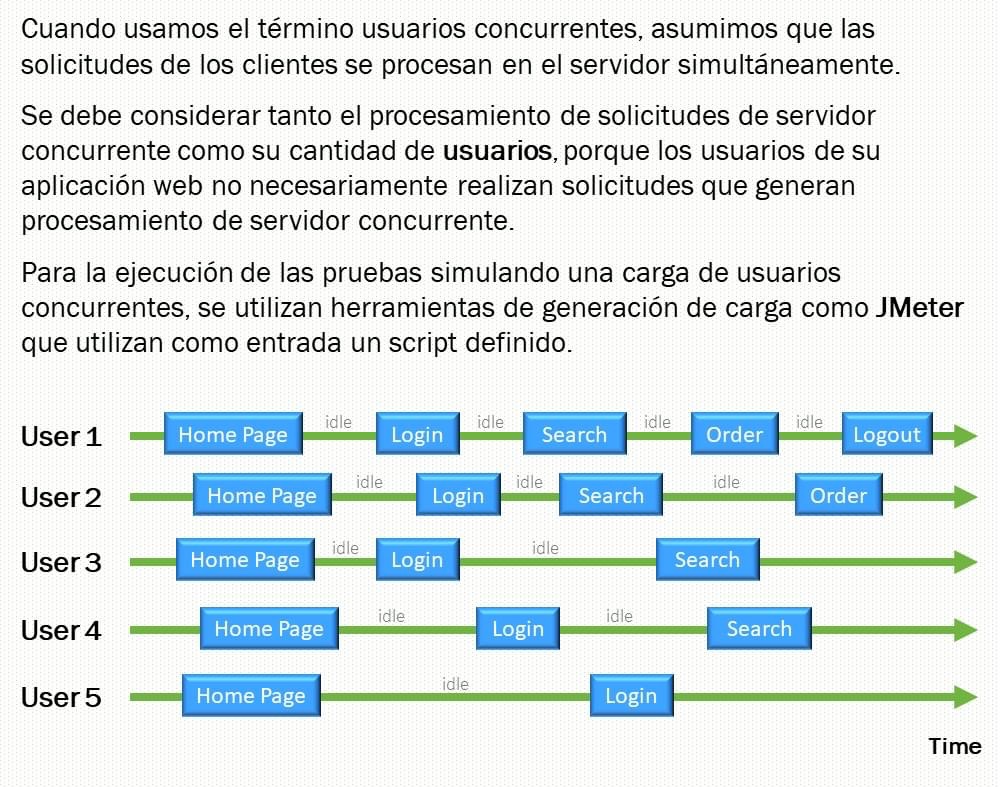 Cuando usamos el término usuarios concurrentes, asumimos que las
solicitudes de los clientes se procesan en el servidor simultáneamente.
Se debe considerar tanto el procesamiento de solicitudes de servidor
concurrente como su cantidad de usuarios, porque los usuarios de su
aplicación web no necesariamente realizan solicitudes que generan
procesamiento de servidor concurrente.
Para la ejecución de las pruebas simulando una carga de usuarios
concurrentes, se utilizan herramientas de generación de carga como JMeter
que utilizan como entrada un script definido.
User 1 Home Page idle Login idle Search idle Order idle Logout
User 2 Home Page idle Login idle Search idle Order
User 3 Home Page idle Login idle Search
User 4 Home Page idle Login idle Search
User 5 Home Page idle Login
Time